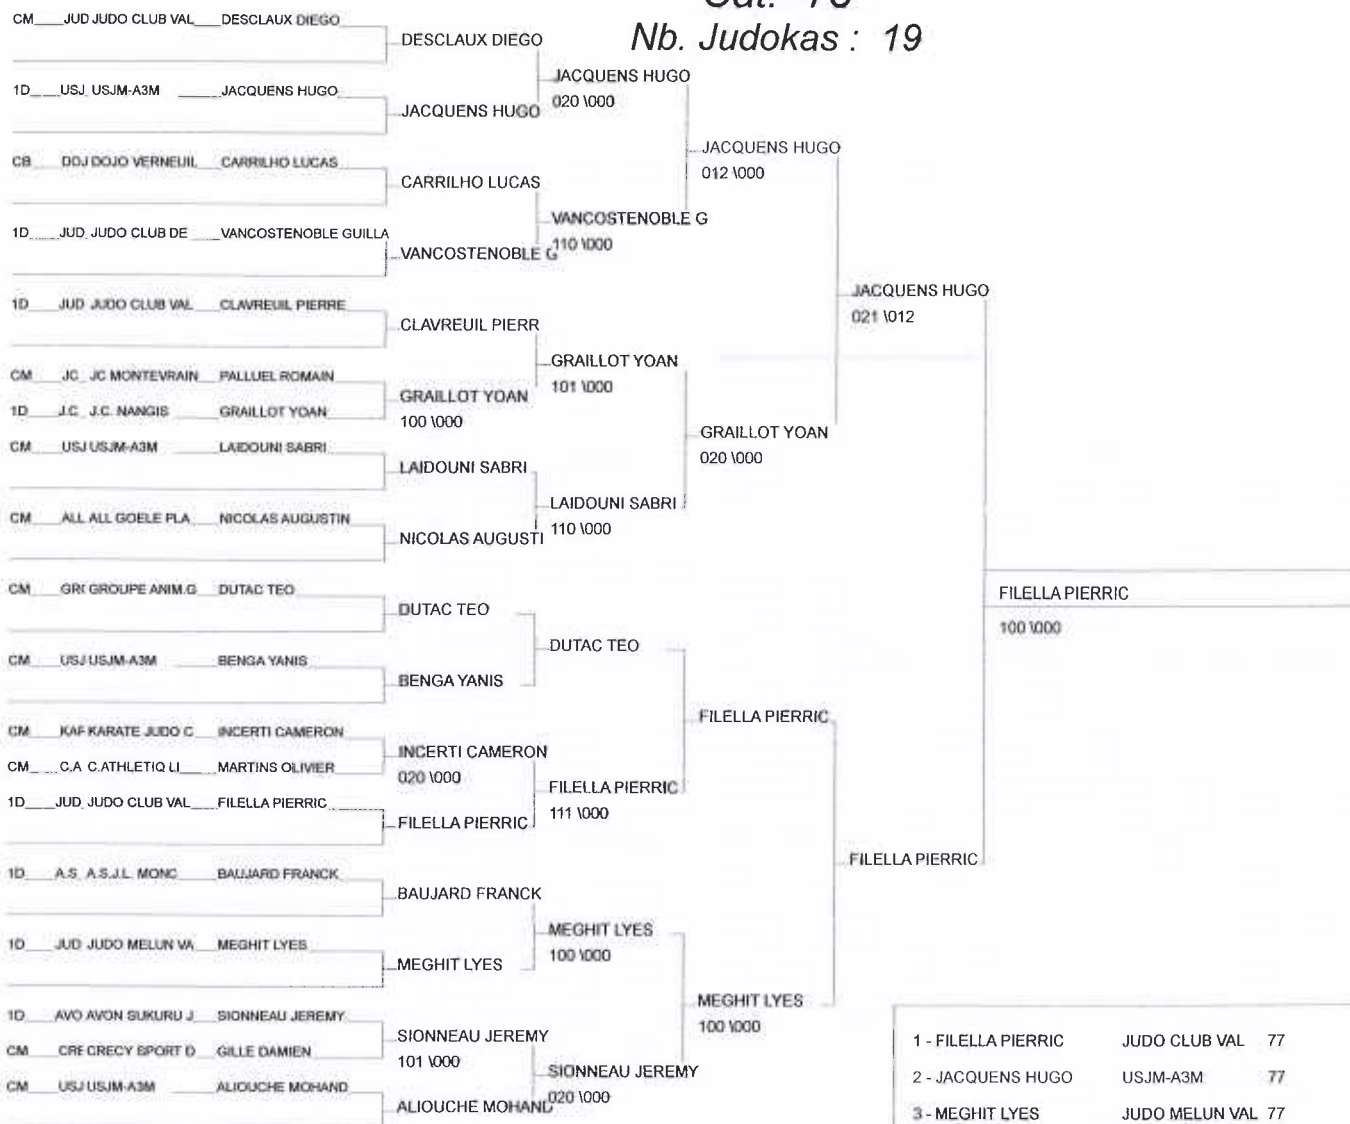 Nb. Judokas : 19
CM JUD JUDO CLUB VAL DESCLAUX DIEGO
1D USJ USJM-A3M JACQUENS HUGO
CB DOJ DOJO VERNEUIL CARRILHO LUCAS
1D JUD JUDO CLUB DE VANCOSTENOBLE GUILLA
1D JUD JUDO CLUB VAL CLAVREUIL PIERRE
CM JC JC MONTEVRAIN PALLUEL ROMAIN
1D J.C. J.C. NANGIS GRAILLOT YOAN
CM USJ USJM-A3M LAIDOUNI SABRI
CM ALL ALL GOELE PLA NICOLAS AUGUSTIN
CM GRI GROUPE ANIM.G DUTAC TEO
CM USJ USJM-A3M BENGA YANIS
CM KAR KARATE JUDO C INCERTI CAMERON
CM C.A C.ATHLETIQ LI MARTINS OLIVIER
1D JUD JUDO CLUB VAL FILELLA PIERRIC
1D A.S. A.S.J.L. MONC BAUJARD FRANCK
1D JUD JUDO MELUN VA MEGHIT LYES
1D AVO AVON SUKURU J SIONNEAU JEREMY
CM CRE CRECY SPORT D GILLE DAMIEN
CM USJ USJM-A3M ALIOUCHE MOHAND
DESCLAUX DIEGO
JACQUENS HUGO
CARRILHO LUCAS
VANCOSTENOBLE G
CLAVREUIL PIERR
GRAILLOT YOAN
100 \000
LAIDOUNI SABRI
NICOLAS AUGUSTI
DUTAC TEO
BENGA YANIS
INCERTI CAMERON
020 \000
FILELLA PIERRIC
BAUJARD FRANCK
MEGHIT LYES
SIONNEAU JEREMY
101 \000
ALIOUCHE MOHAND
JACQUENS HUGO
020 \000
VANCOSTENOBLE G
110 \000
GRAILLOT YOAN
101 \000
LAIDOUNI SABRI
110 \000
DUTAC TEO
FILELLA PIERRIC
111 \000
MEGHIT LYES
100 \000
SIONNEAU JEREMY
020 \000
JACQUENS HUGO
012 \000
GRAILLOT YOAN
020 \000
FILELLA PIERRIC
MEGHIT LYES
100 \000
JACQUENS HUGO
021 \012
FILELLA PIERRIC
FILELLA PIERRIC
100 \000
1 - FILELLA PIERRIC JUDO CLUB VAL 77
2 - JACQUENS HUGO USJM-A3M 77
3 - MEGHIT LYES JUDO MELUN VAL 77